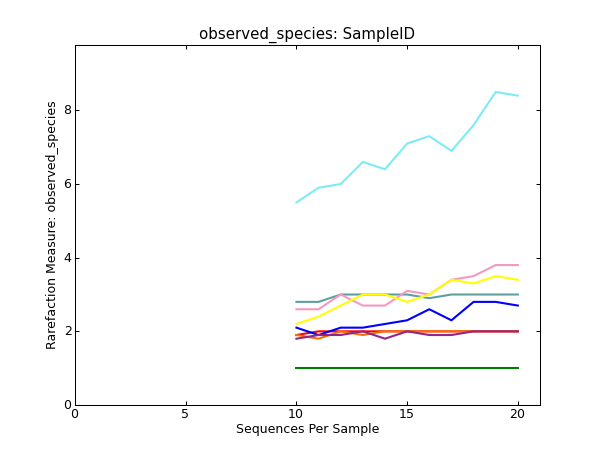 observed_species: SampleID
Rarefaction Measure: observed_species
8
6
4
2
0
0 5 10 15 20
Sequences Per Sample